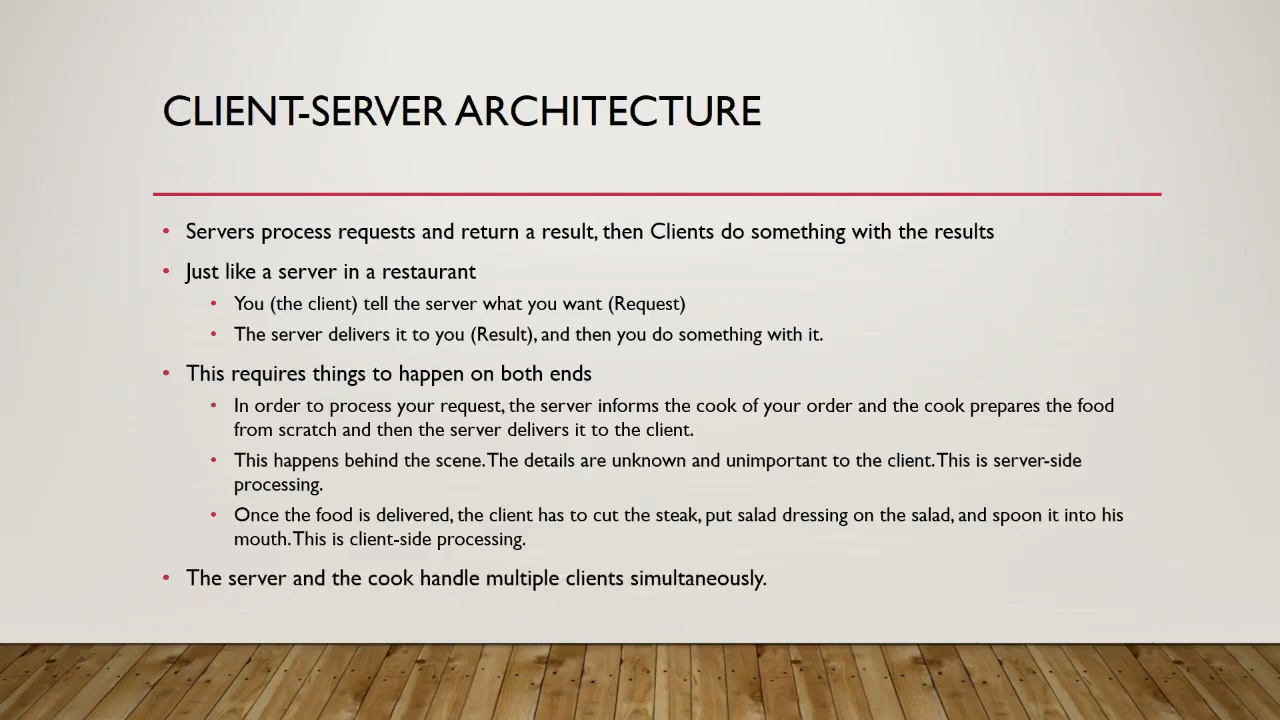 CLIENT-SERVER ARCHITECTURE
• Servers process requests and return a result, then Clients do something with the results
• Just like a server in a restaurant
• You (the client) tell the server what you want (Request)
• The server delivers it to you (Result), and then you do something with it.
• This requires things to happen on both ends
• In order to process your request, the server informs the cook of your order and the cook prepares the food
from scratch and then the server delivers it to the client.
• This happens behind the scene. The details are unknown and unimportant to the client. This is server-side
processing.
• Once the food is delivered, the client has to cut the steak, put salad dressing on the salad, and spoon it into his
mouth. This is client-side processing.
• The server and the cook handle multiple clients simultaneously.